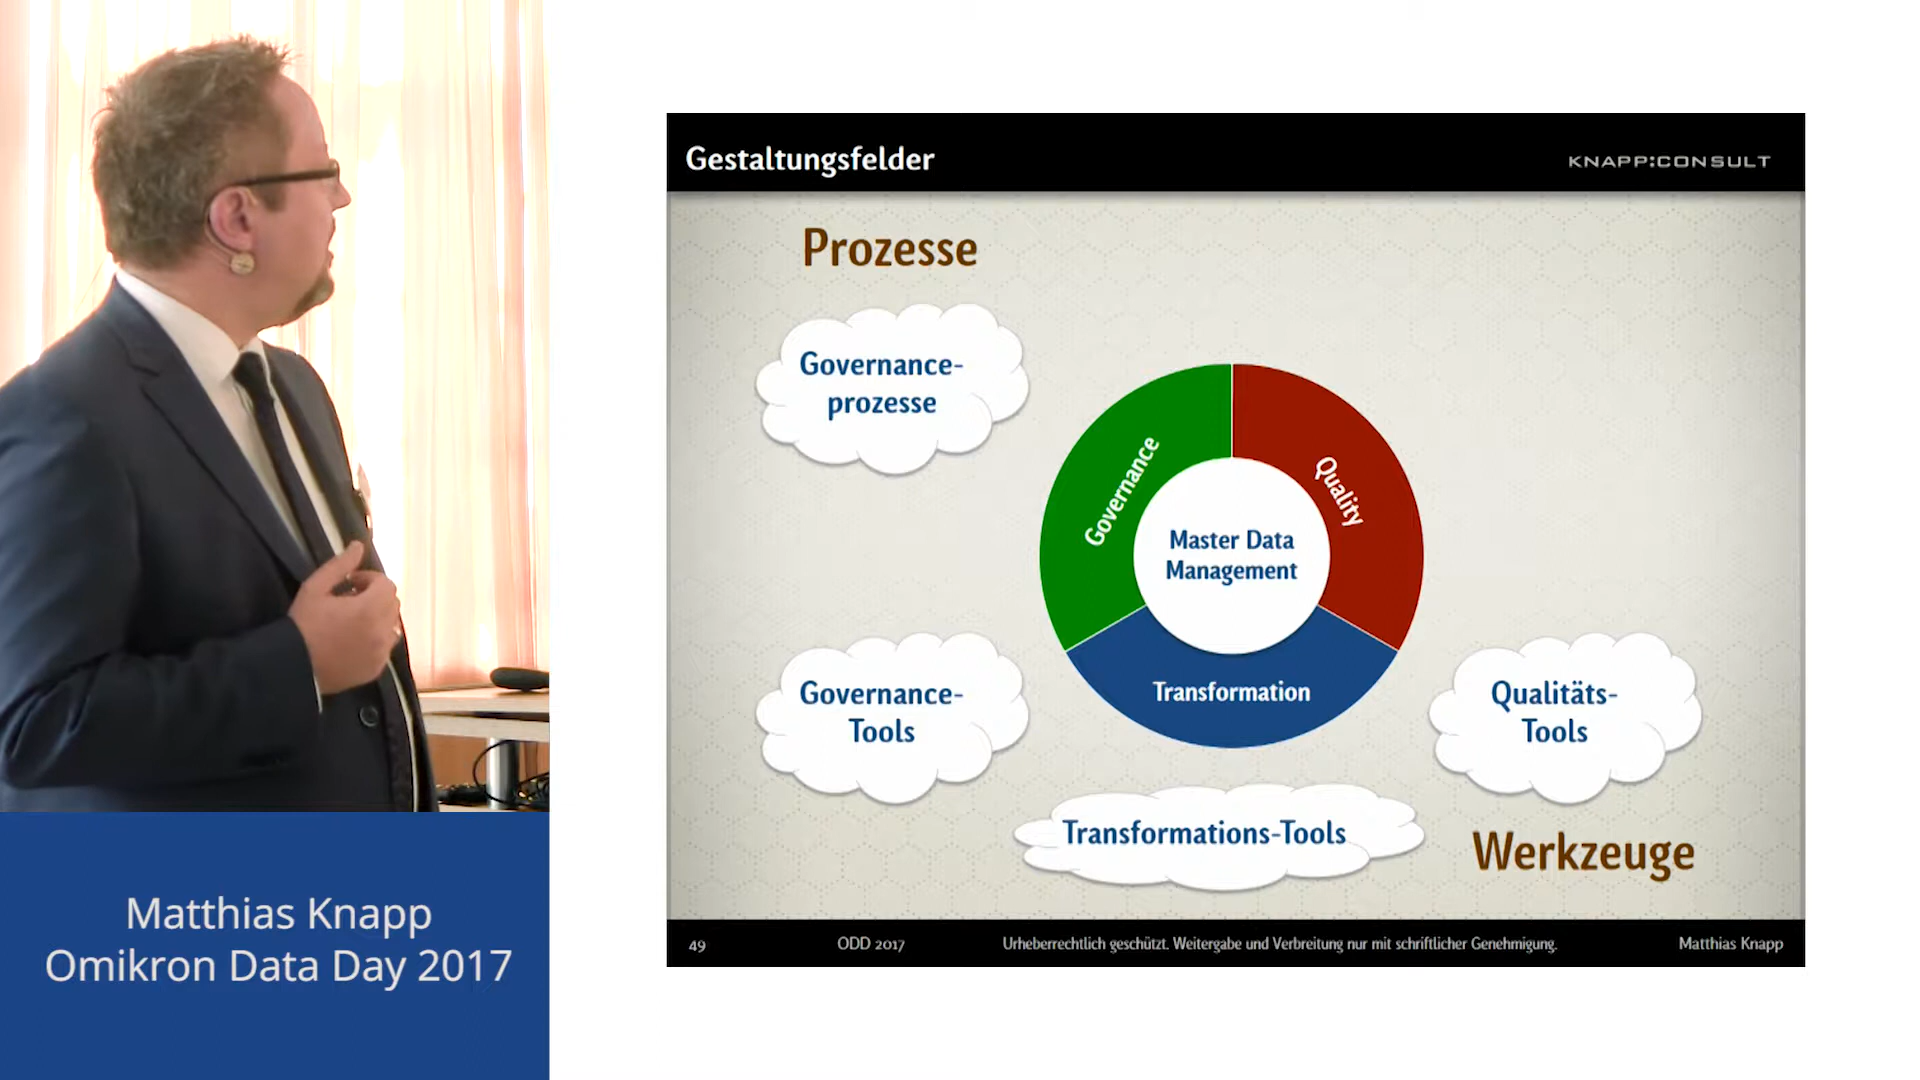 Gestaltungsfelder
KNAPP:CONSULT
Prozesse
Governance-
prozesse
Governance
Quality
Master Data
Management
Transformation
Governance-
Tools
Qualitäts-
Tools
Transformations-Tools
Werkzeuge
49
ODD 2017
Urheberrechtlich geschützt. Weitergabe und Verbreitung nur mit schriftlicher Genehmigung.
Matthias Knapp
Matthias Knapp
Omikron Data Day 2017